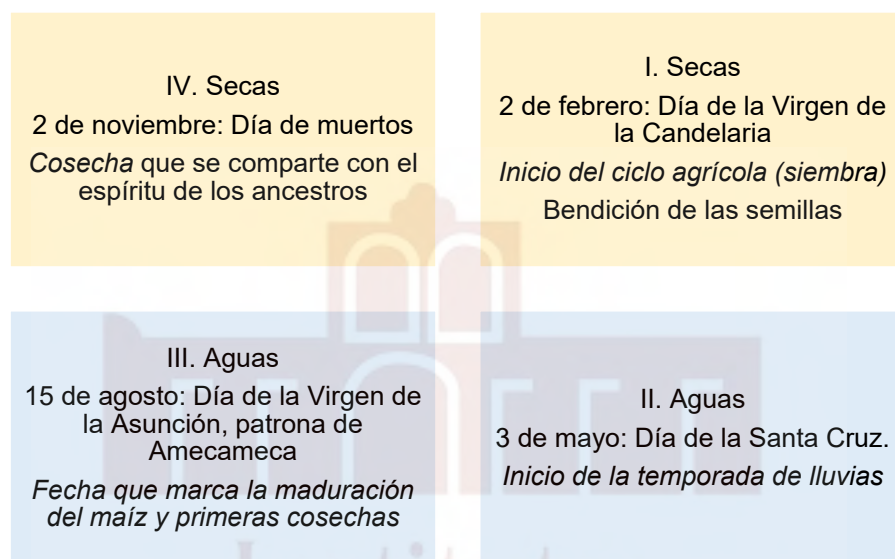 IV. Secas
2 de noviembre: Día de muertos
Cosecha que se comparte con el
espíritu de los ancestros
I. Secas
2 de febrero: Día de la Virgen de
la Candelaria
Inicio del ciclo agrícola (siembra)
Bendición de las semillas
III. Aguas
15 de agosto: Día de la Virgen de
la Asunción, patrona de
Amecameca
Fecha que marca la maduración
del maíz y primeras cosechas
II. Aguas
3 de mayo: Día de la Santa Cruz.
Inicio de la temporada de lluvias